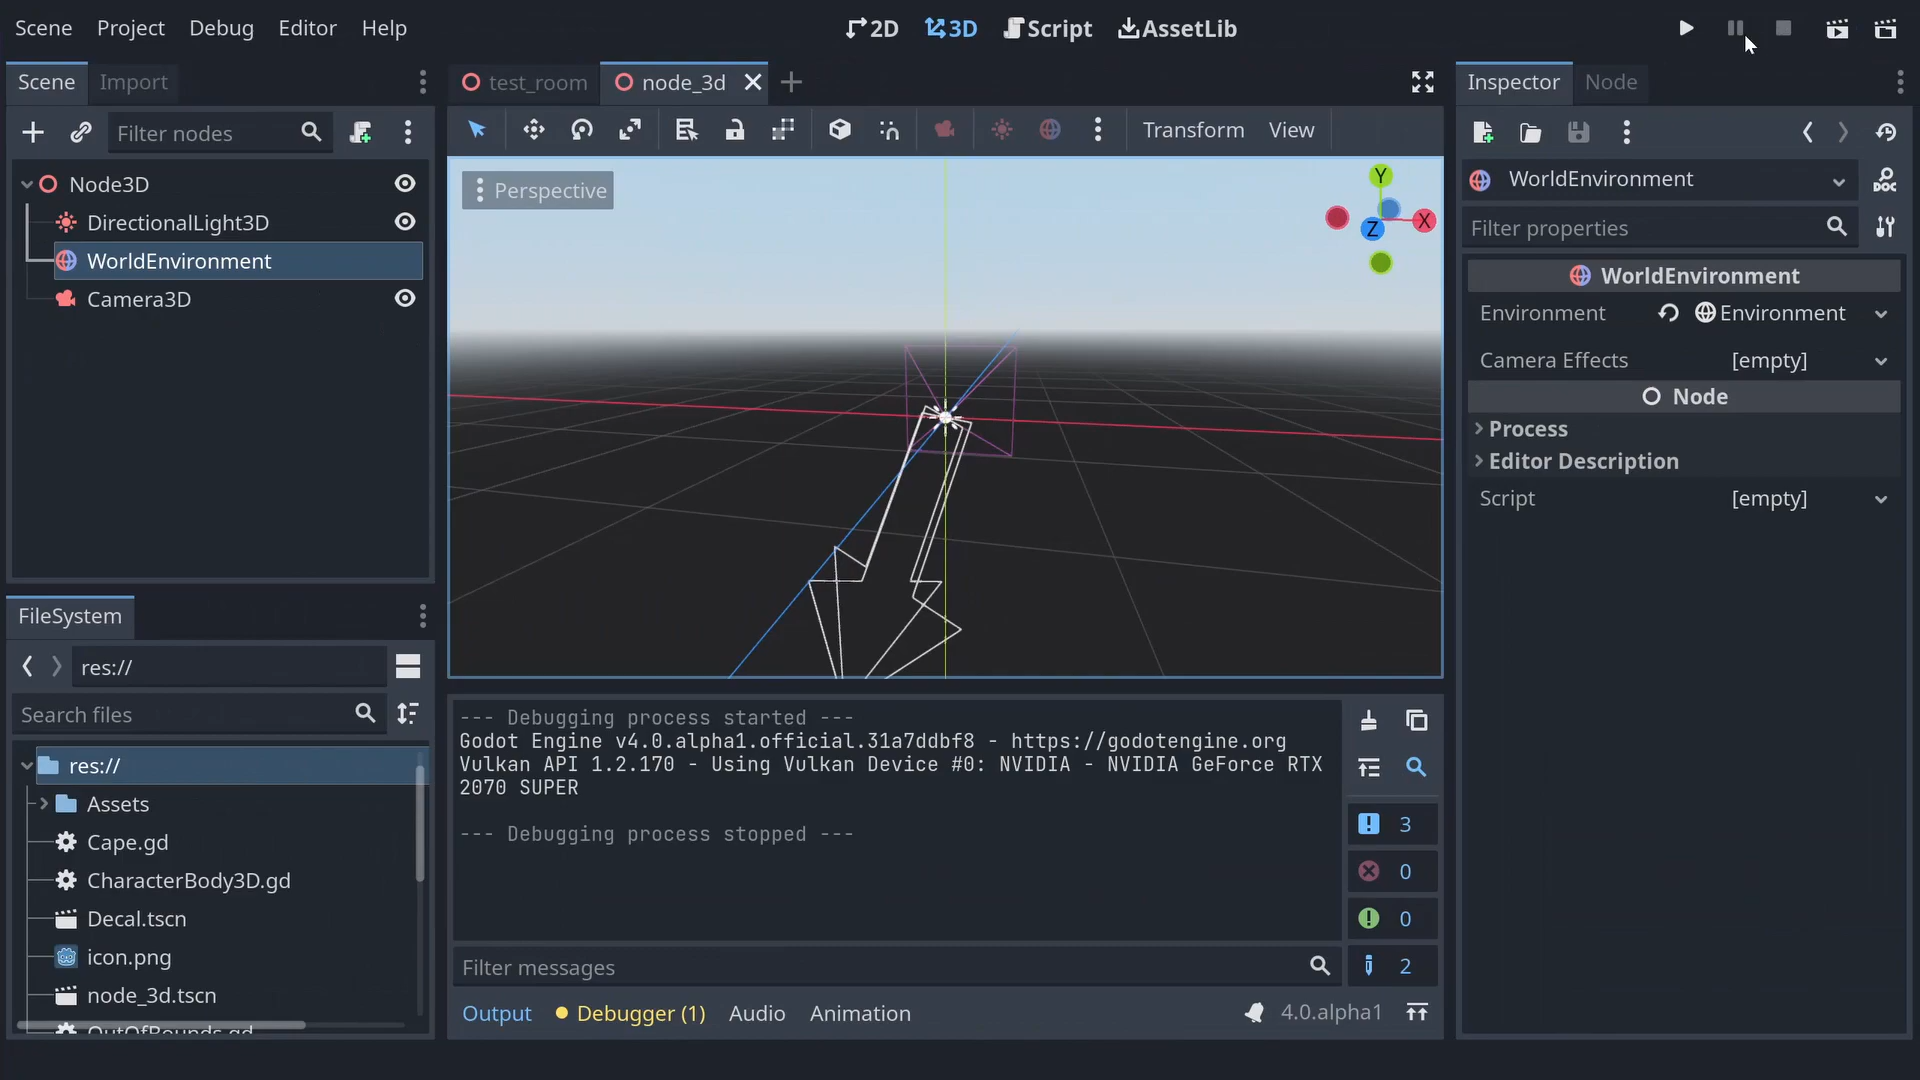 Scene Project Debug Editor Help
2D 3D Script AssetLib
Scene Import
Filter nodes
Node3D
DirectionalLight3D
WorldEnvironment
Camera3D
FileSystem
res://
Search files
res://
Assets
Cape.gd
CharacterBody3D.gd
Decal.tscn
icon.png
node_3d.tscn
OutOfBounds.gd
test_room node_3d
Transform View
Perspective
Y
X
Z
--- Debugging process started ---
Godot Engine v4.0.alpha1.official.31a7ddbf8 - https://godotengine.org
Vulkan API 1.2.170 - Using Vulkan Device #0: NVIDIA - NVIDIA GeForce RTX
2070 SUPER
--- Debugging process stopped ---
3
0
0
2
Filter messages
Output Debugger (1) Audio Animation 4.0.alpha1
Inspector Node
WorldEnvironment
DOC
Filter properties
WorldEnvironment
Environment Environment
Camera Effects [empty]
Node
Process
Editor Description
Script [empty]